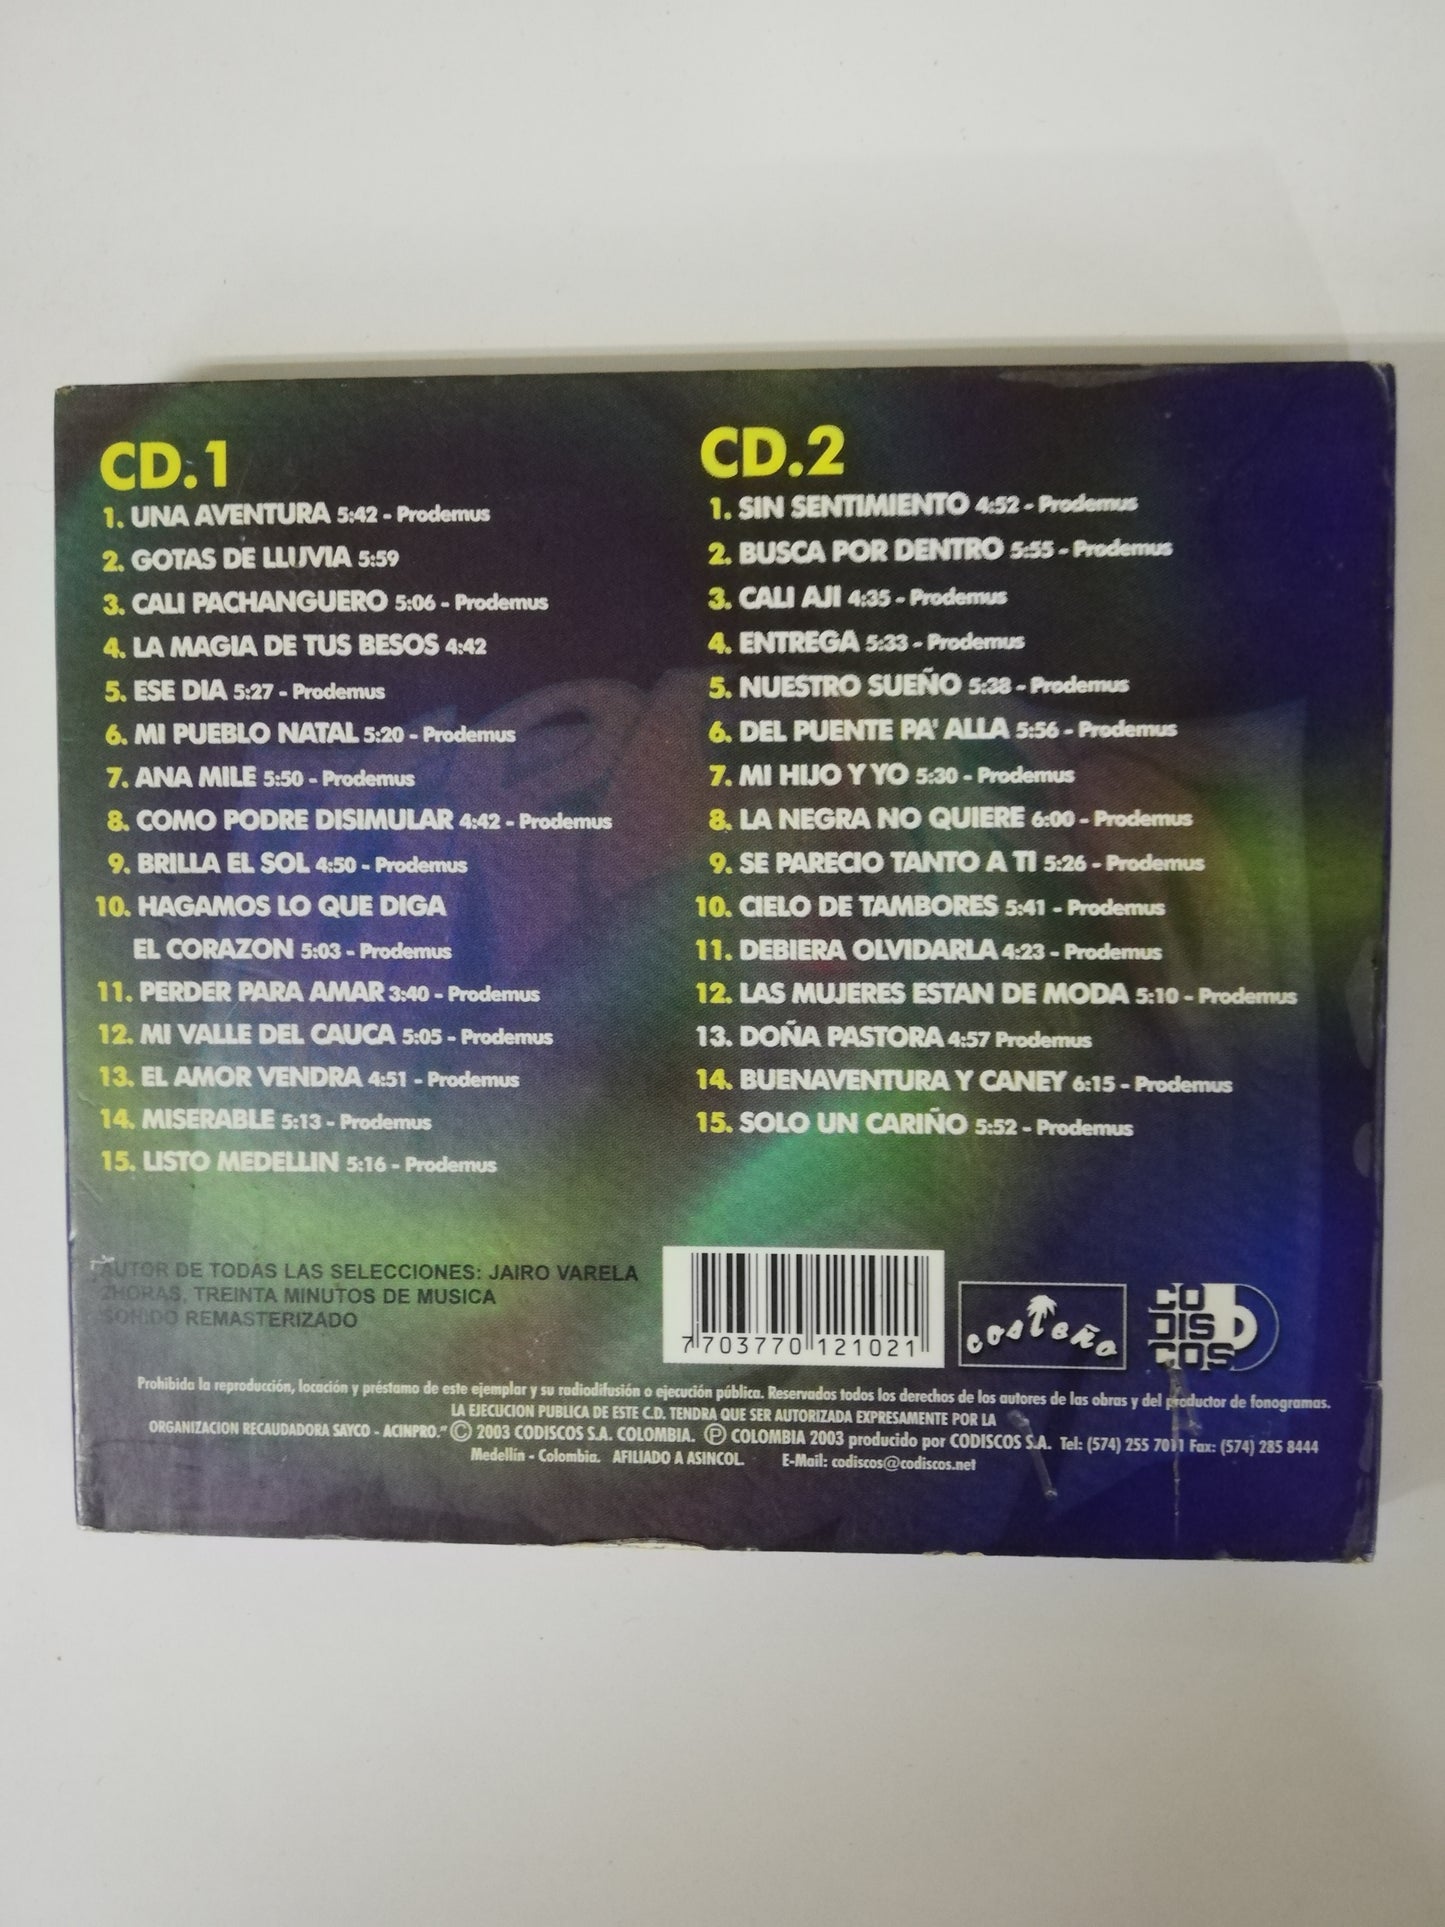 CD.1
1. UNA AVENTURA 5:42 - Prodemus
2. GOTAS DE LLUVIA 5:59
3. CALI PACHANGUERO 5:06 - Prodemus
4. LA MAGIA DE TUS BESOS 4:42
5. ESE DIA 5:27 - Prodemus
6. MI PUEBLO NATAL 5:20 - Prodemus
7. ANA MILE 5:50 - Prodemus
8. COMO PODRE DISIMULAR 4:42 - Prodemus
9. BRILLA EL SOL 4:50 - Prodemus
10. HAGAMOS LO QUE DIGA
EL CORAZON 5:03 - Prodemus
11. PERDER PARA AMAR 3:40 - Prodemus
12. MI VALLE DEL CAUCA 5:05 - Prodemus
13. EL AMOR VENDRA 4:51 - Prodemus
14. MISERABLE 5:13 - Prodemus
15. LISTO MEDELLIN 5:16 - Prodemus
CD.2
1. SIN SENTIMIENTO 4:52 - Prodemus
2. BUSCA POR DENTRO 5:55 - Prodemus
3. CALI AJI 4:35 - Prodemus
4. ENTREGA 5:33 - Prodemus
5. NUESTRO SUEÑO 5:38 - Prodemus
6. DEL PUENTE PA' ALLA 5:56 - Prodemus
7. MI HIJO Y YO 5:30 - Prodemus
8. LA NEGRA NO QUIERE 6:00 - Prodemus
9. SE PARECIO TANTO A TI 5:26 - Prodemus
10. CIELO DE TAMBORES 5:41 - Prodemus
11. DEBIERA OLVIDARLA 4:23 - Prodemus
12. LAS MUJERES ESTAN DE MODA 5:10 - Prodemus
13. DOÑA PASTORA 4:57 Prodemus
14. BUENAVENTURA Y CANEY 6:15 - Prodemus
15. SOLO UN CARIÑO 5:52 - Prodemus
AUTOR DE TODAS LAS SELECCIONES: JAIRO VARELA
2HORAS, TREINTA MINUTOS DE MUSICA
SONIDO REMASTERIZADO
7703770121021
costeño
CO
DIS
COS
Prohibida la reproducción, locación y préstamo de este ejemplar y su radiodifusión o ejecución pública. Reservados todos los derechos de los autores de las obras y del productor de fonogramas.
LA EJECUCION PUBLICA DE ESTE C.D. TENDRA QUE SER AUTORIZADA EXPRESAMENTE POR LA
ORGANIZACION RECAUDADORA SAYCO - ACINPRO." © 2003 CODISCOS S.A. COLOMBIA. ℗ COLOMBIA 2003 producido por CODISCOS S.A. Tel: (574) 255 7011 Fax: (574) 285 8444
Medellín - Colombia. AFILIADO A ASINCOL. E-Mail: codiscos@codiscos.net